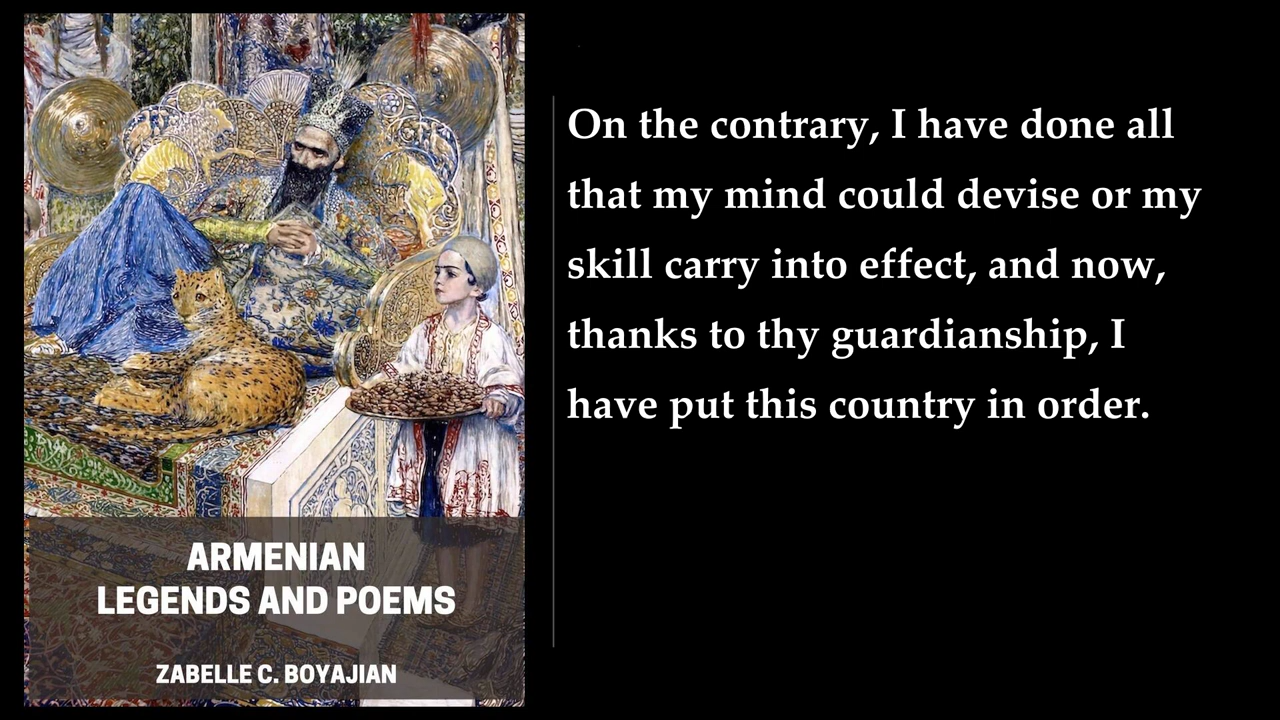 ARMENIAN
LEGENDS AND POEMS
ZABELLE C. BOYAJIAN
On the contrary, I have done all
that my mind could devise or my
skill carry into effect, and now,
thanks to thy guardianship, I
have put this country in order.